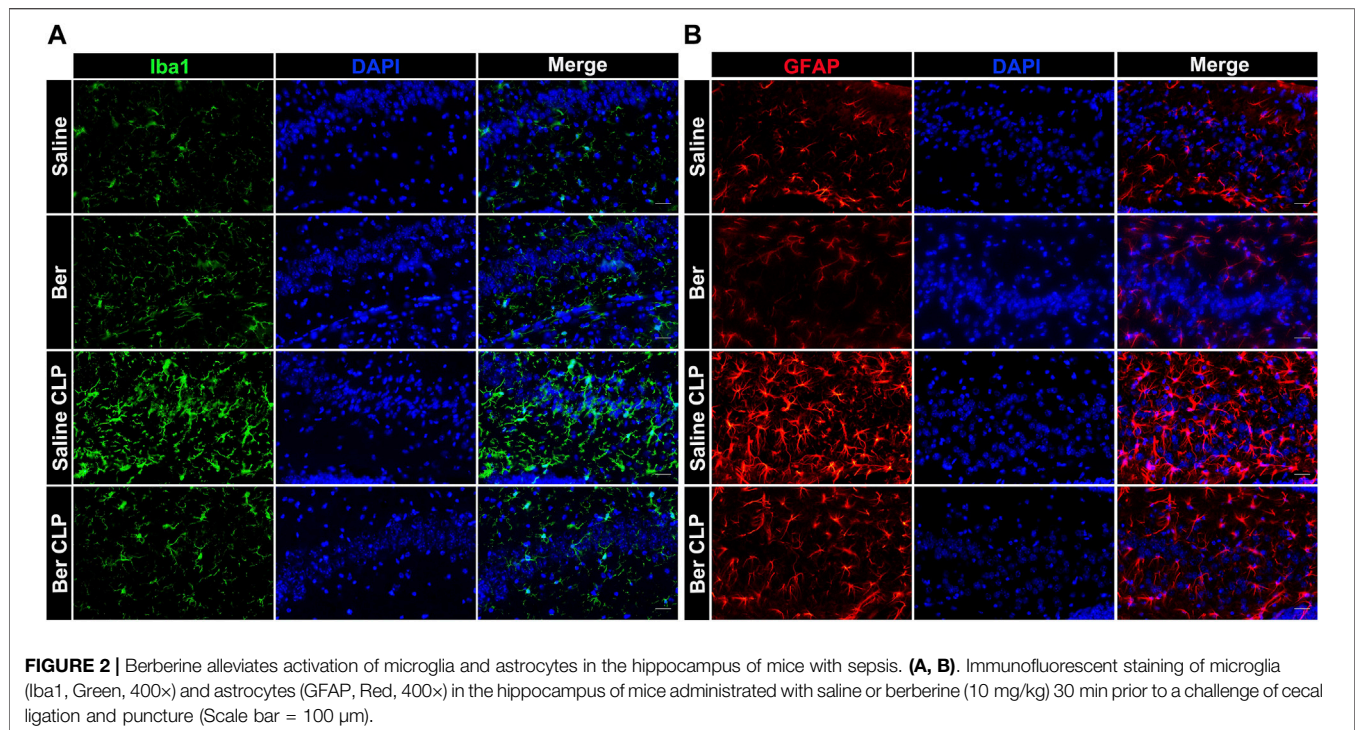 A
B
Iba1 DAPI Merge
GFAP DAPI Merge
Saline
Saline
Ber
Ber
Saline CLP
Saline CLP
Ber CLP
Ber CLP
FIGURE 2 | Berberine alleviates activation of microglia and astrocytes in the hippocampus of mice with sepsis. (A, B). Immunofluorescent staining of microglia
(Iba1, Green, 400×) and astrocytes (GFAP, Red, 400×) in the hippocampus of mice administrated with saline or berberine (10 mg/kg) 30 min prior to a challenge of cecal
ligation and puncture (Scale bar = 100 μm).